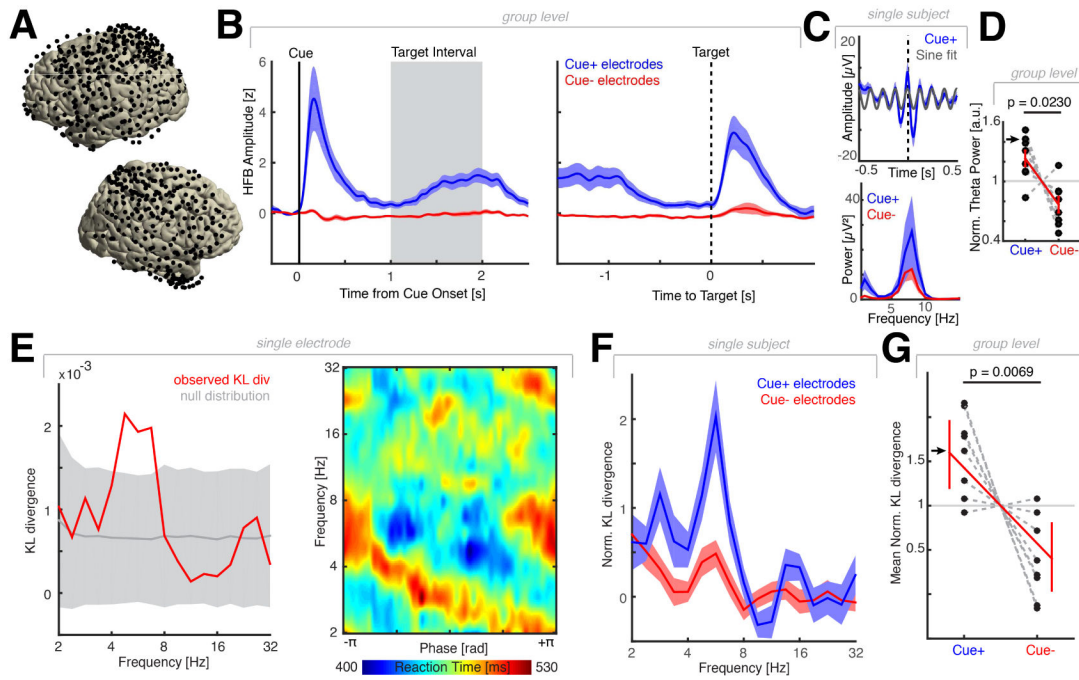 A
B
group level
Cue
Target Interval
Target
Cue+ electrodes
Cue- electrodes
HFB Amplitude [z]
6
4
2
0
0
1
2
Time from Cue Onset [s]
-1
0
Time to Target [s]
C
single subject
Cue+
Sine fit
Amplitude [µV]
20
-20
-0.5
0.5
Time [s]
Cue+
Cue-
Power [µV²]
40
20
0
5
10
Frequency [Hz]
D
group level
p = 0.0230
Norm. Theta Power [a.u.]
1.6
1
0.4
Cue+
Cue-
E
single electrode
x10⁻³
observed KL div
null distribution
KL divergence
2
1
0
2
4
8
16
32
Frequency [Hz]
Frequency [Hz]
32
16
8
4
2
-π
+π
Phase [rad]
400
Reaction Time [ms]
530
F
single subject
Cue+ electrodes
Cue- electrodes
Norm. KL divergence
2
1
0
2
4
8
16
32
Frequency [Hz]
G
group level
p = 0.0069
Mean Norm. KL divergence
2
1.5
1
0.5
Cue+
Cue-